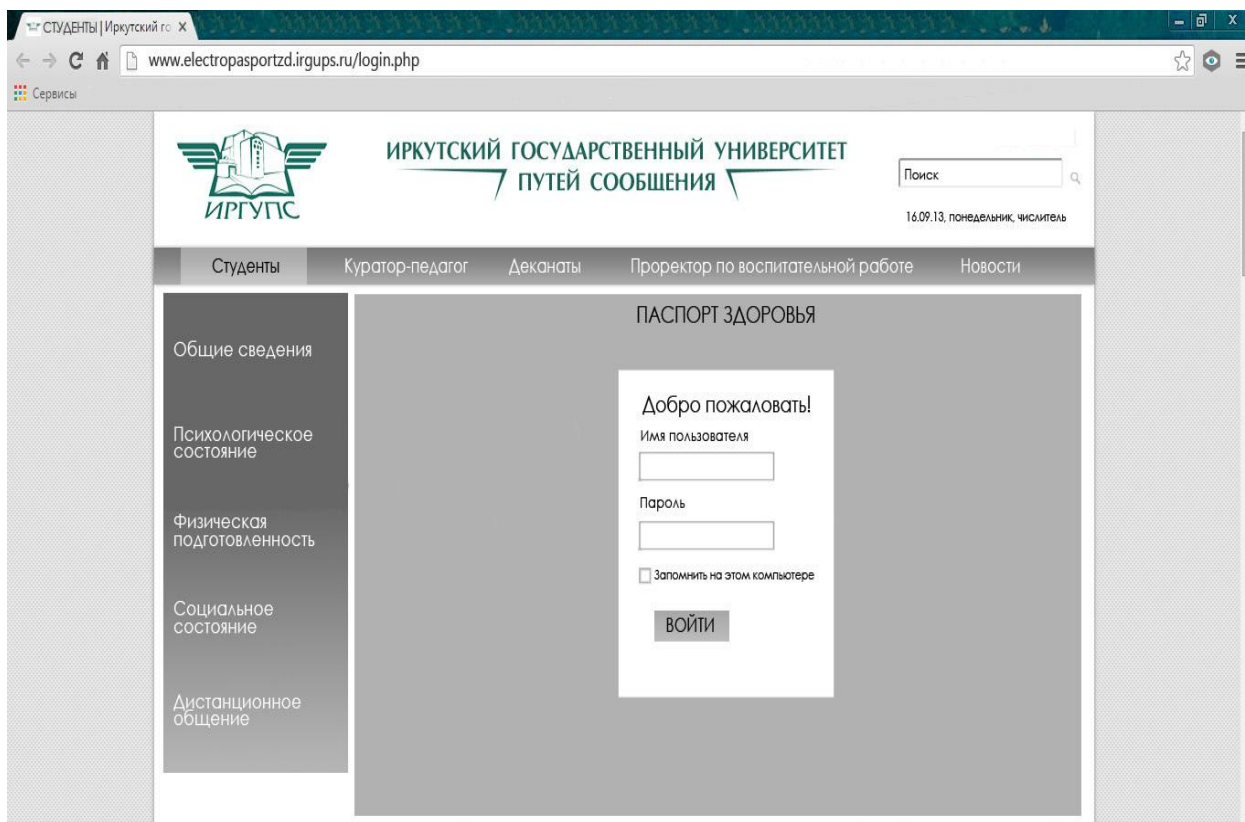 СТУДЕНТЫ | Иркутский го
www.electropasportzd.irgups.ru/login.php
Сервисы
ИРГУПС
ИРКУТСКИЙ ГОСУДАРСТВЕННЫЙ УНИВЕРСИТЕТ
ПУТЕЙ СООБЩЕНИЯ
Поиск
16.09.13, понедельник, числитель
Студенты Куратор-педагог Деканаты Проректор по воспитательной работе Новости
Общие сведения
Психологическое
состояние
Физическая
подготовленность
Социальное
состояние
Дистанционное
общение
ПАСПОРТ ЗДОРОВЬЯ
Добро пожаловать!
Имя пользователя
Пароль
Запомнить на этом компьютере
ВОЙТИ